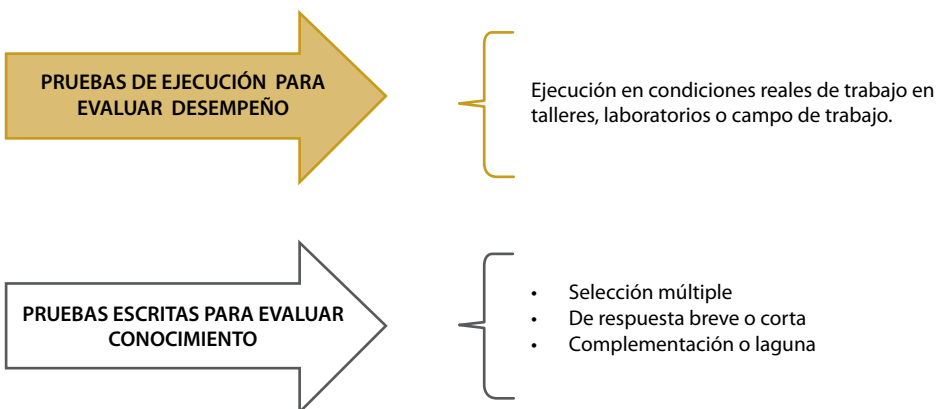 PRUEBAS DE EJECUCIÓN PARA
EVALUAR DESEMPEÑO
Ejecución en condiciones reales de trabajo en
talleres, laboratorios o campo de trabajo.
PRUEBAS ESCRITAS PARA EVALUAR
CONOCIMIENTO
• Selección múltiple
• De respuesta breve o corta
• Complementación o laguna